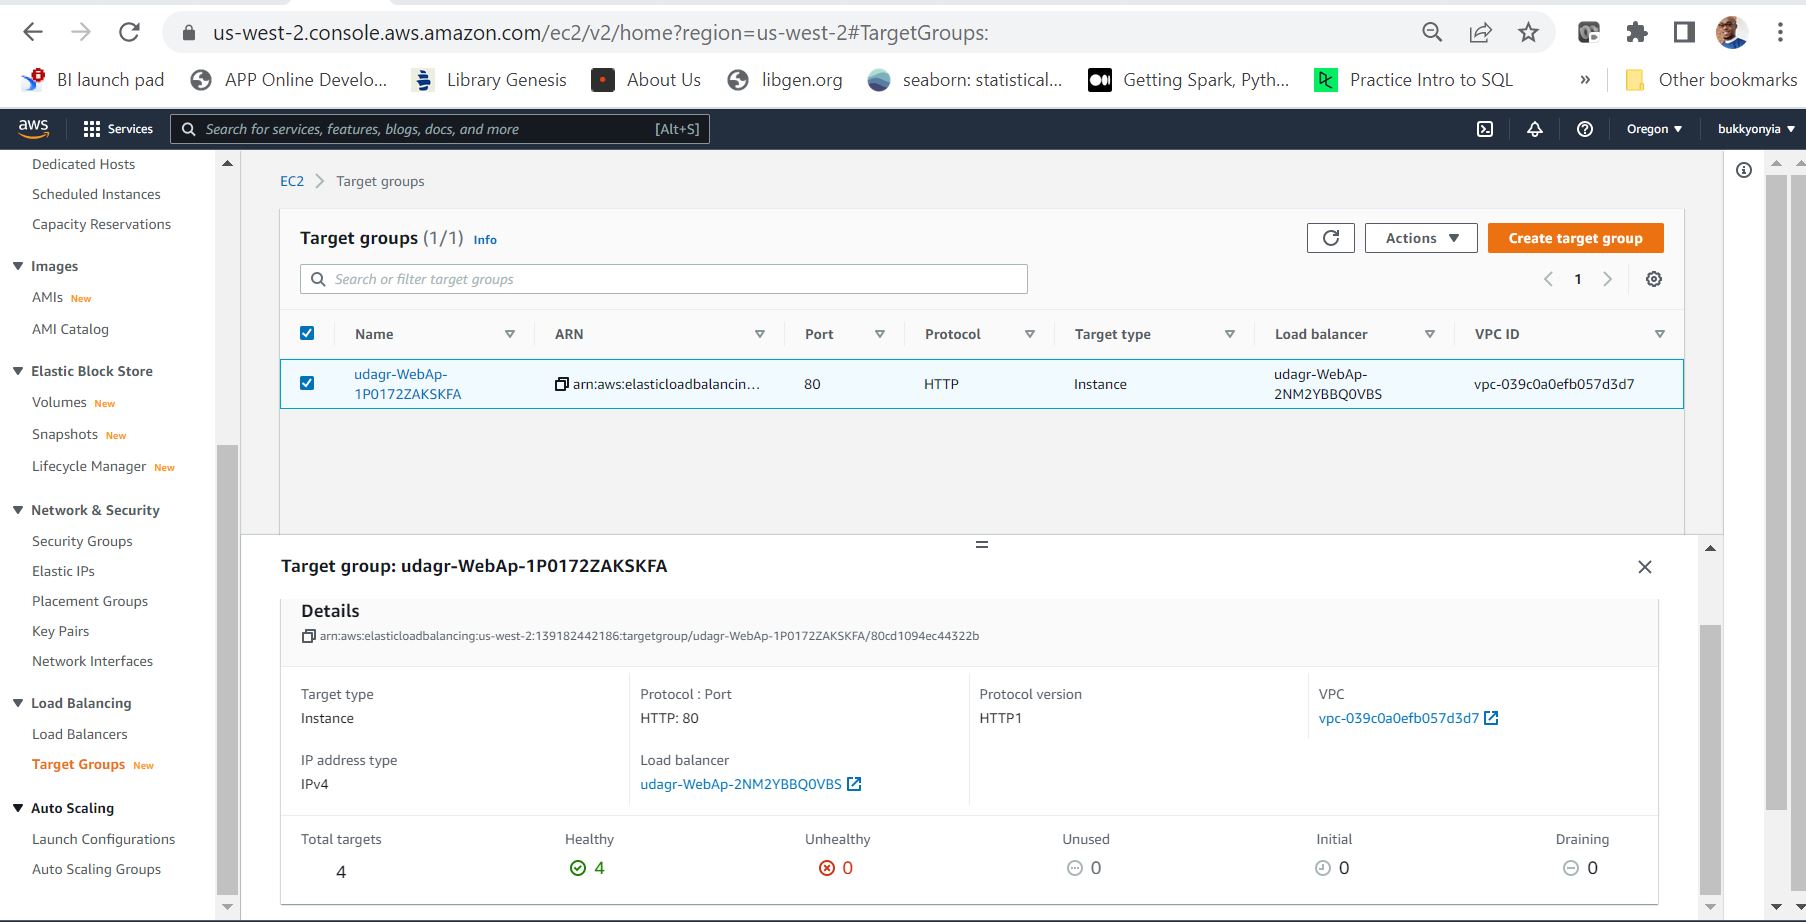 us-west-2.console.aws.amazon.com/ec2/v2/home?region=us-west-2#TargetGroups:
BI launch pad
APP Online Develo...
Library Genesis
About Us
libgen.org
seaborn: statistical...
Getting Spark, Pyth...
Practice Intro to SQL
»
Other bookmarks
aws
Services
Search for services, features, blogs, docs, and more
[Alt+S]
Oregon
bukkyonyia
Dedicated Hosts
Scheduled Instances
Capacity Reservations
Images
AMIs New
AMI Catalog
Elastic Block Store
Volumes New
Snapshots New
Lifecycle Manager New
Network & Security
Security Groups
Elastic IPs
Placement Groups
Key Pairs
Network Interfaces
Load Balancing
Load Balancers
Target Groups New
Auto Scaling
Launch Configurations
Auto Scaling Groups
EC2 > Target groups
Target groups (1/1) Info
Actions
Create target group
Search or filter target groups
1
Name
ARN
Port
Protocol
Target type
Load balancer
VPC ID
udagr-WebAp-
1P0172ZAKSKFA
arn:aws:elasticloadbalancin...
80
HTTP
Instance
udagr-WebAp-
2NM2YBBQ0VBS
vpc-039c0a0efb057d3d7
Target group: udagr-WebAp-1P0172ZAKSKFA
Details
arn:aws:elasticloadbalancing:us-west-2:139182442186:targetgroup/udagr-WebAp-1P0172ZAKSKFA/80cd1094ec44322b
Target type
Instance
Protocol : Port
HTTP: 80
Protocol version
HTTP1
VPC
vpc-039c0a0efb057d3d7
IP address type
IPv4
Load balancer
udagr-WebAp-2NM2YBBQ0VBS
Total targets
4
Healthy
4
Unhealthy
0
Unused
0
Initial
0
Draining
0